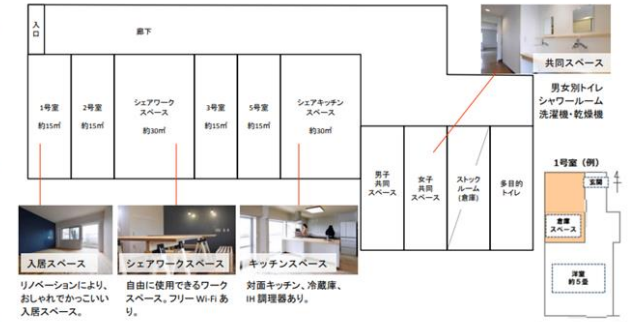 入口
廊下
1号室
約15㎡
2号室
約15㎡
シェアワーク
スペース
約30㎡
3号室
約15㎡
5号室
約15㎡
シェアキッチン
スペース
約30㎡
男子
共同
スペース
女子
共同
スペース
ストック
ルーム
(倉庫)
多目的
トイレ
共同スペース
男女別トイレ
シャワールーム
洗濯機・乾燥機
1号室（例）
玄関
倉庫
スペース
洋室
約５畳
入居スペース
リノベーションにより、
おしゃれでかっこいい
入居スペース。
シェアワークスペース
自由に使用できるワーク
スペース。フリーWi-Fiあ
り。
キッチンスペース
対面キッチン、冷蔵庫、
IH調理器あり。